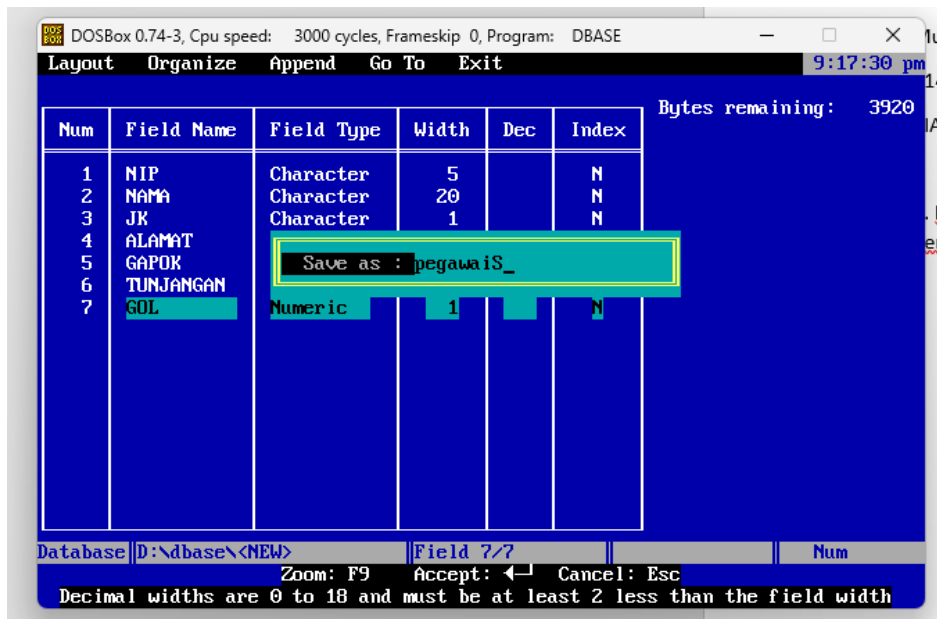 DOSBox 0.74-3, Cpu speed: 3000 cycles, Frameskip 0, Program: DBASE
Layout Organize Append Go To Exit 9:17:30 pm
Bytes remaining: 3920
Num Field Name Field Type Width Dec Index
1 NIP Character 5 N
2 NAMA Character 20 N
3 JK Character 1 N
4 ALAMAT
5 GAPOK Save as : pegawaiS_
6 TUNJANGAN
7 GOL Numeric 1 N
Database D:\dbase\<NEW> Field 7/7 Num
Zoom: F9 Accept: ◄─┘ Cancel: Esc
Decimal widths are 0 to 18 and must be at least 2 less than the field width